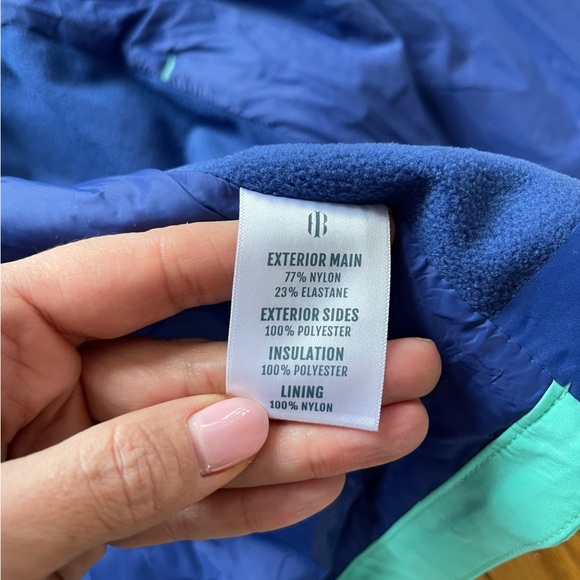 EXTERIOR MAIN
77% NYLON
23% ELASTANE
EXTERIOR SIDES
100% POLYESTER
INSULATION
100% POLYESTER
LINING
100% NYLON